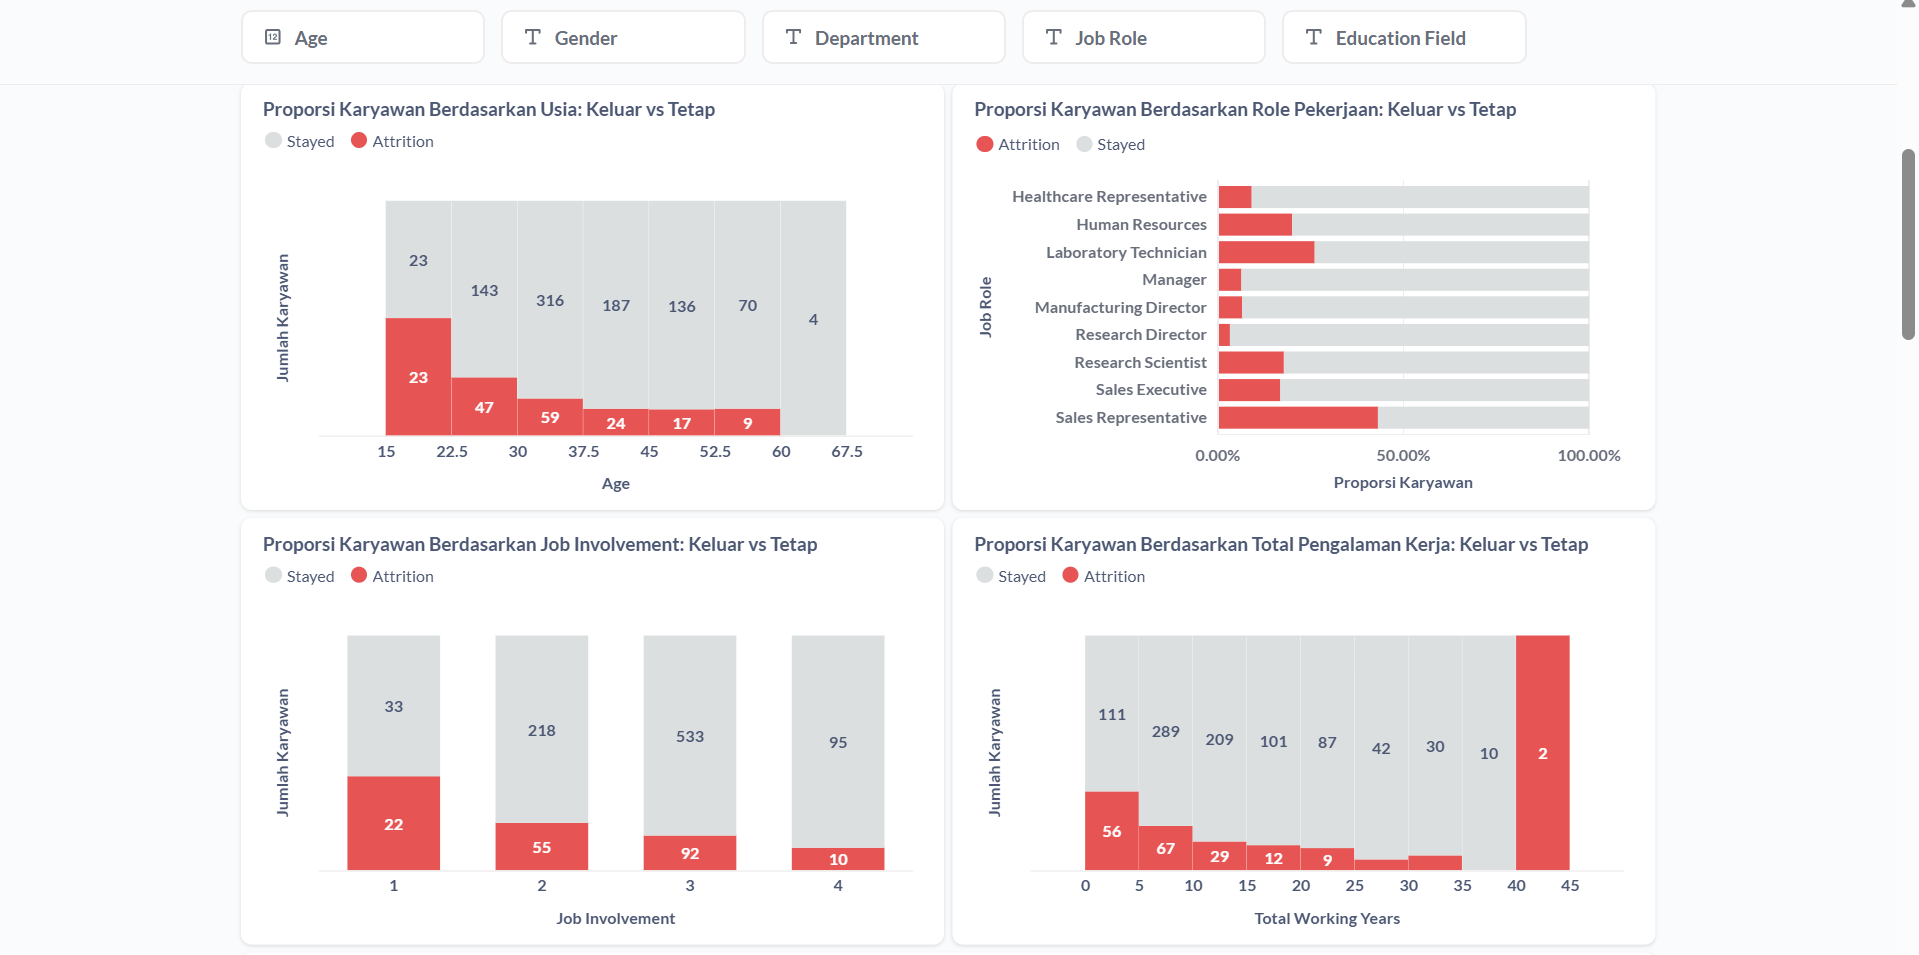 Age
Gender
Department
Job Role
Education Field
Proporsi Karyawan Berdasarkan Usia: Keluar vs Tetap
Stayed Attrition
Jumlah Karyawan
23 143 316 187 136 70 4
23 47 59 24 17 9
15 22.5 30 37.5 45 52.5 60 67.5
Age
Proporsi Karyawan Berdasarkan Role Pekerjaan: Keluar vs Tetap
Attrition Stayed
Job Role
Healthcare Representative
Human Resources
Laboratory Technician
Manager
Manufacturing Director
Research Director
Research Scientist
Sales Executive
Sales Representative
0.00% 50.00% 100.00%
Proporsi Karyawan
Proporsi Karyawan Berdasarkan Job Involvement: Keluar vs Tetap
Stayed Attrition
Jumlah Karyawan
33 218 533 95
22 55 92 10
1 2 3 4
Job Involvement
Proporsi Karyawan Berdasarkan Total Pengalaman Kerja: Keluar vs Tetap
Stayed Attrition
Jumlah Karyawan
111 289 209 101 87 42 30 10 2
56 67 29 12 9
0 5 10 15 20 25 30 35 40 45
Total Working Years